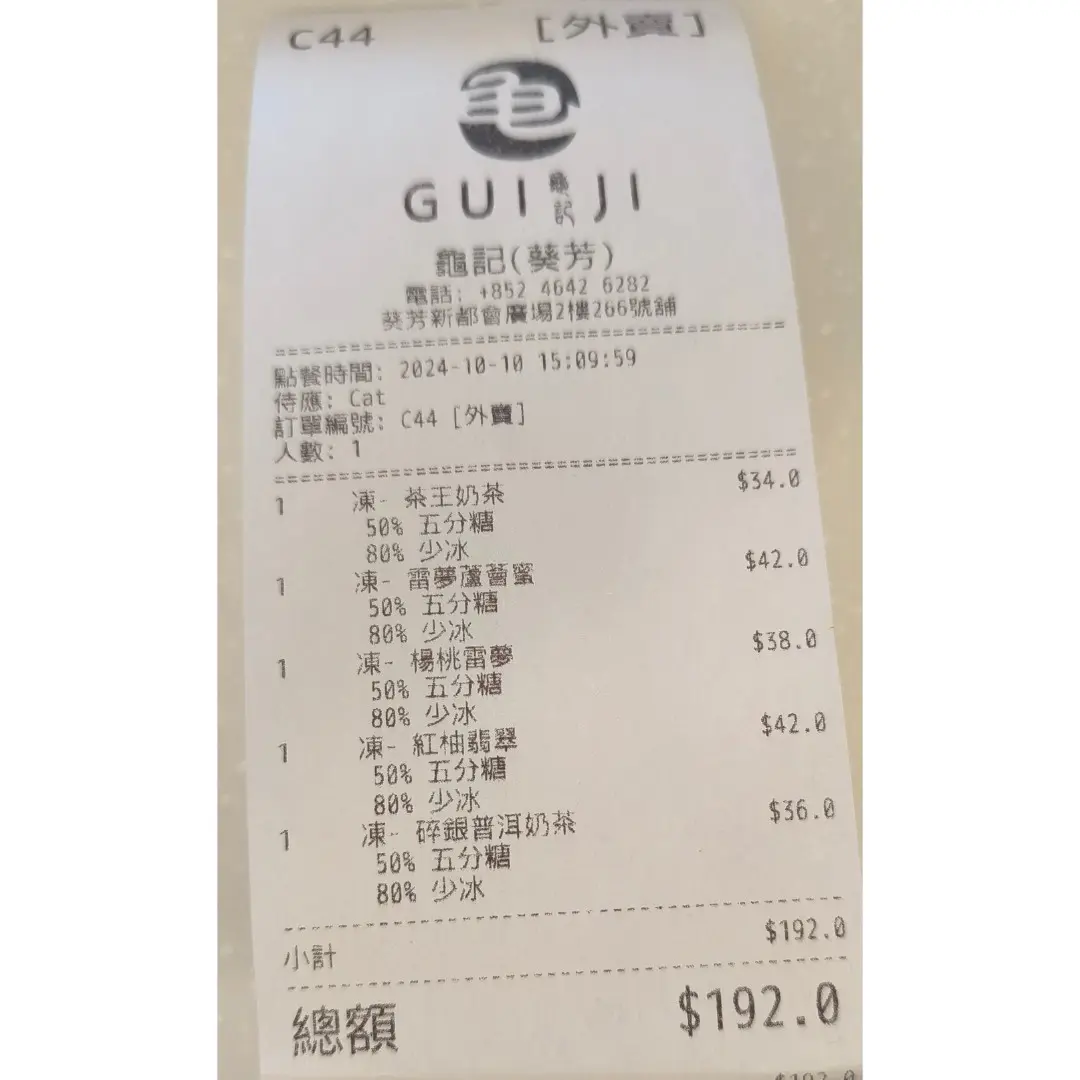 C44 [外賣]
GUI 龜記 JI
龜記(葵芳)
電話: +852 4642 6282
葵芳新都會廣場2樓266號舖
點餐時間: 2024-10-10 15:09:59
侍應: Cat
訂單編號: C44 [外賣]
人數: 1
1 凍- 茶王奶茶 $34.0
50% 五分糖
80% 少冰
1 凍- 雷夢蘆薈蜜 $42.0
50% 五分糖
80% 少冰
1 凍- 楊桃雷夢 $38.0
50% 五分糖
80% 少冰
1 凍- 紅柚翡翠 $42.0
50% 五分糖
80% 少冰
1 凍- 碎銀普洱奶茶 $36.0
50% 五分糖
80% 少冰
小計 $192.0
總額 $192.0